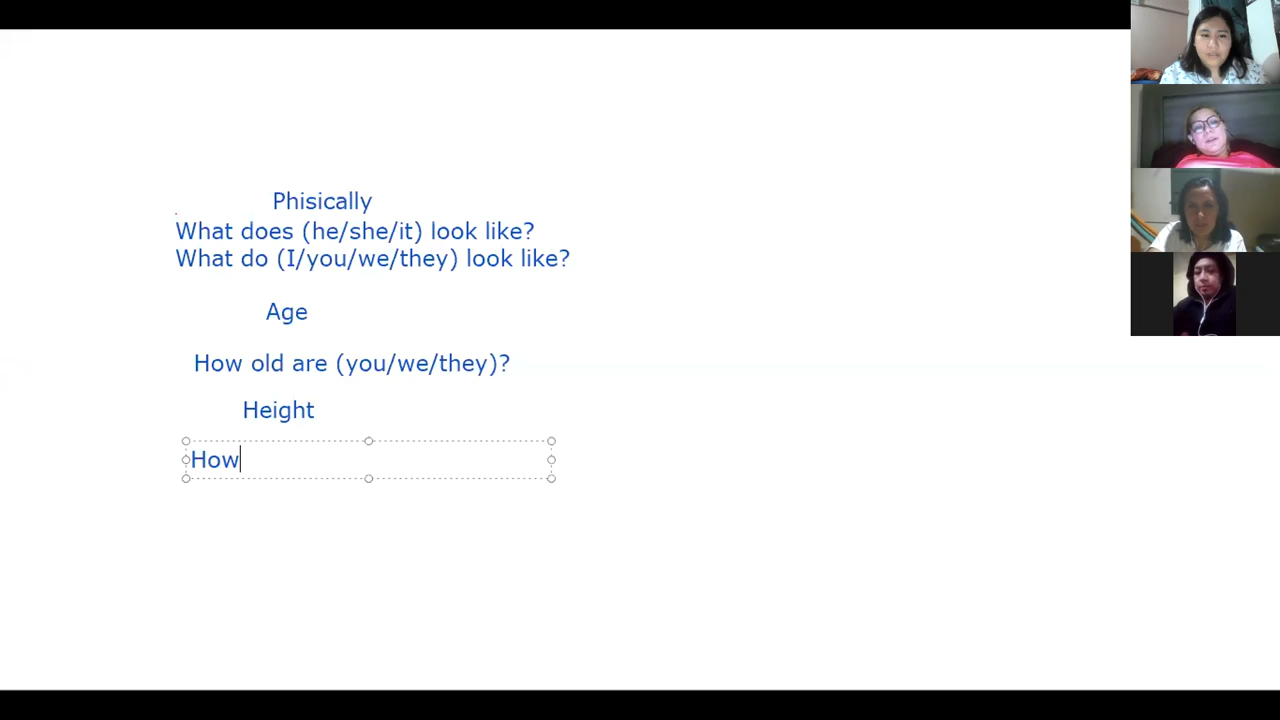 Phisically
What does (he/she/it) look like?
What do (I/you/we/they) look like?
Age
How old are (you/we/they)?
Height
How